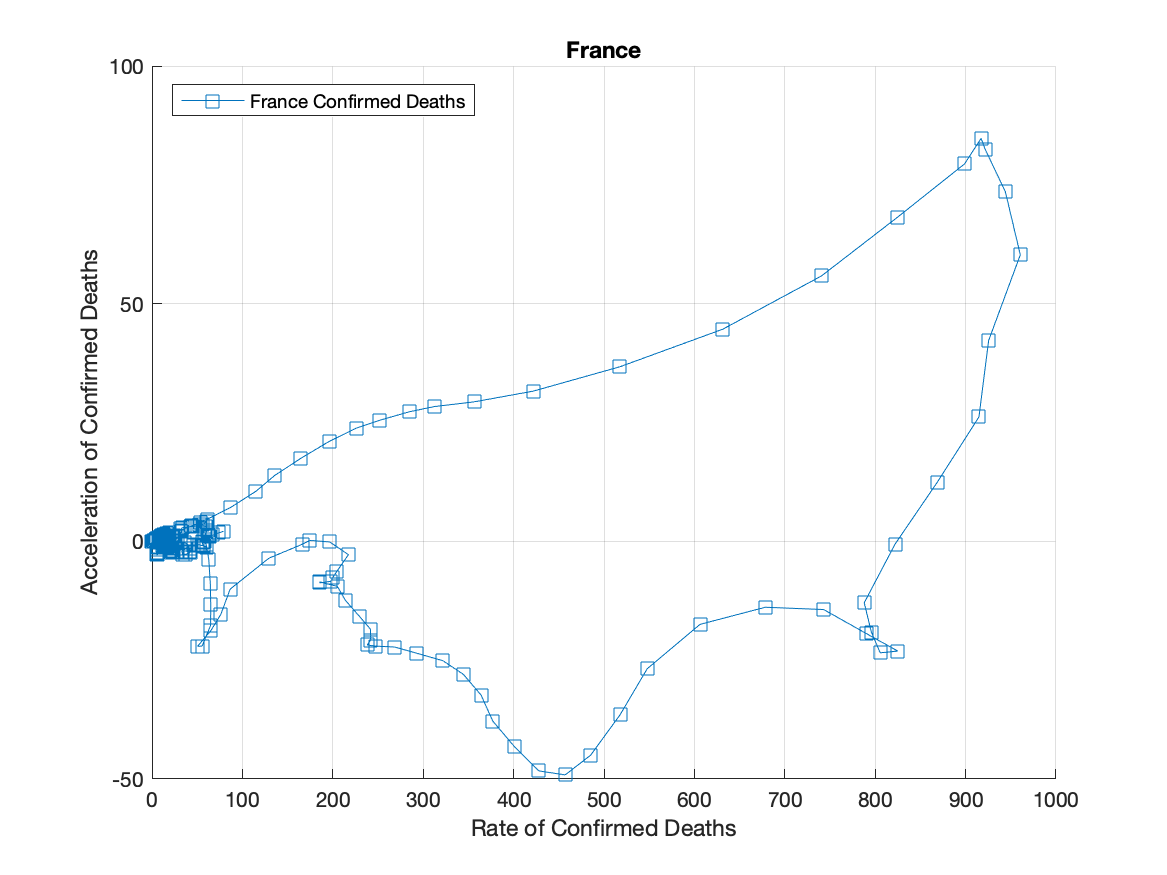 France
100
France Confirmed Deaths
50
0
-50
Acceleration of Confirmed Deaths
0 100 200 300 400 500 600 700 800 900 1000
Rate of Confirmed Deaths